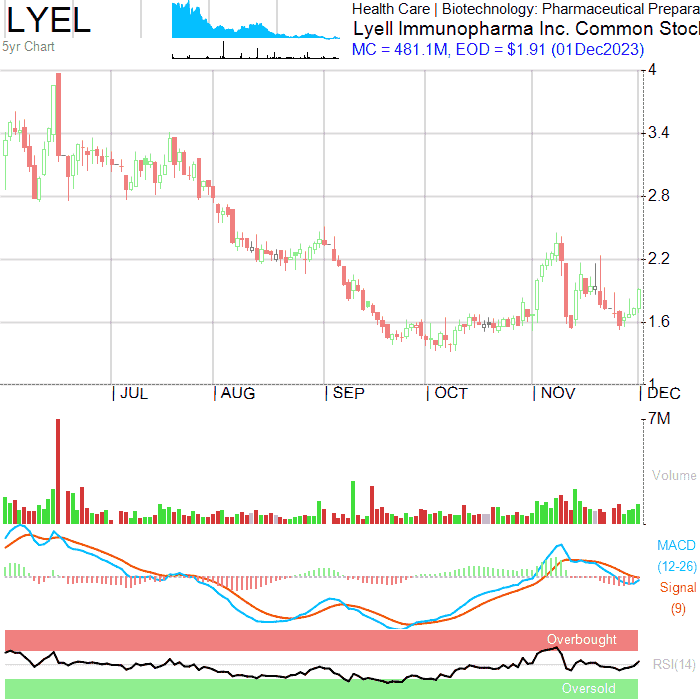 LYEL
5yr Chart
Health Care | Biotechnology: Pharmaceutical Prepara
Lyell Immunopharma Inc. Common Stoc
MC = 481.1M, EOD = $1.91 (01Dec2023)
4
3.4
2.8
2.2
1.6
1
JUL
AUG
SEP
OCT
NOV
DEC
7M
Volume
MACD
(12-26)
Signal
(9)
Overbought
RSI(14)
Oversold